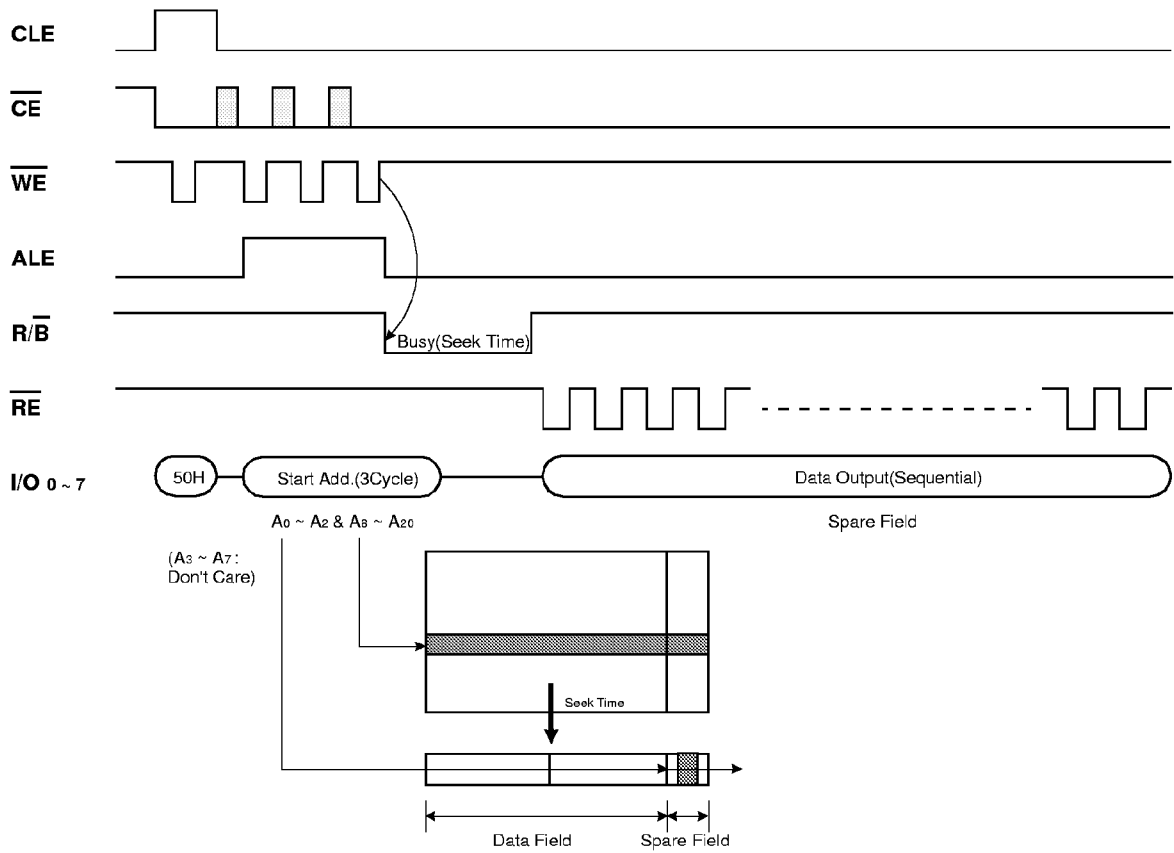 CLE
CE
WE
ALE
R/B
Busy(Seek Time)
RE
I/O 0 ~ 7
50H
Start Add.(3Cycle)
Data Output(Sequential)
A0 ~ A2 & A8 ~ A20
Spare Field
(A3 ~ A7 :
Don't Care)
Seek Time
Data Field
Spare Field